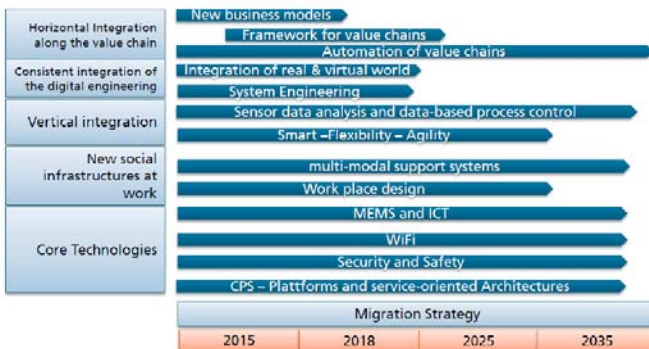 Horizontal Integration
along the value chain
New business models
Framework for value chains
Automation of value chains
Consistent integration of
the digital engineering
Integration of real & virtual world
System Engineering
Vertical integration
Sensor data analysis and data-based process control
Smart –Flexibility – Agility
New social
infrastructures at
work
multi-modal support systems
Work place design
Core Technologies
MEMS and ICT
WiFi
Security and Safety
CPS – Plattforms and service-oriented Architectures
Migration Strategy
2015 2018 2025 2035